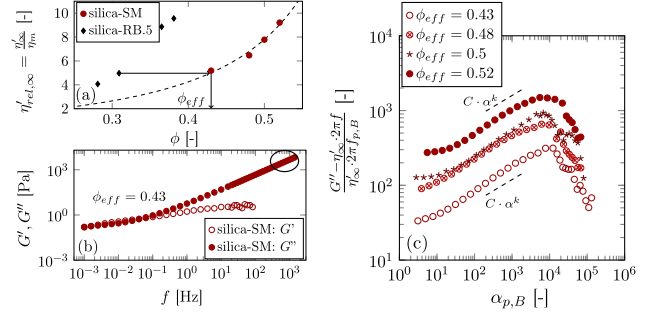 η′rel,∞ = η′∞/ηm [-]
10
8
6
4
2
silica-SM
silica-RB.5
(a)
ϕeff
0.3
0.4
0.5
ϕ [-]
G′, G″ [Pa]
10³
10⁰
10⁻³
ϕeff = 0.43
(b)
silica-SM: G′
silica-SM: G″
10⁻³ 10⁻² 10⁻¹ 10⁰ 10¹ 10² 10³
f [Hz]
ϕeff = 0.43
ϕeff = 0.48
ϕeff = 0.5
ϕeff = 0.52
G″−η′∞·2πf / η′∞·2πfp,B [-]
10⁴
10³
10²
10¹
C · αᵏ
C · αᵏ
(c)
10⁰ 10¹ 10² 10³ 10⁴ 10⁵ 10⁶
αp,B [-]